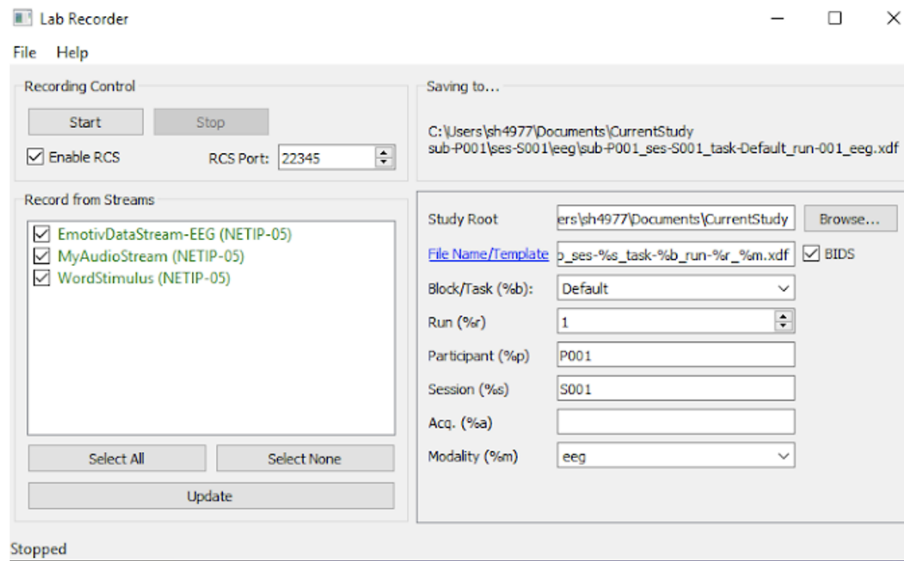 Lab Recorder
File Help
Recording Control
Start Stop
Enable RCS RCS Port: 22345
Record from Streams
EmotivDataStream-EEG (NETIP-05)
MyAudioStream (NETIP-05)
WordStimulus (NETIP-05)
Select All Select None
Update
Saving to...
C:\Users\sh4977\Documents\CurrentStudy
sub-P001\ses-S001\eeg\sub-P001_ses-S001_task-Default_run-001_eeg.xdf
Study Root ers\sh4977\Documents\CurrentStudy Browse...
File Name/Template p_ses-%s_task-%b_run-%r_%m.xdf BIDS
Block/Task (%b): Default
Run (%r) 1
Participant (%p) P001
Session (%s) S001
Acq. (%a)
Modality (%m) eeg
Stopped